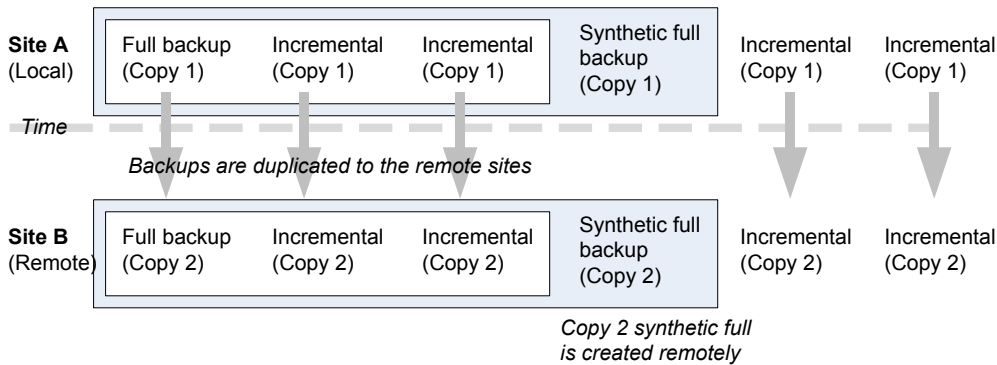 Site A
(Local)
Full backup
(Copy 1)
Incremental
(Copy 1)
Incremental
(Copy 1)
Synthetic full
backup
(Copy 1)
Incremental
(Copy 1)
Incremental
(Copy 1)
Time
Backups are duplicated to the remote sites
Site B
(Remote)
Full backup
(Copy 2)
Incremental
(Copy 2)
Incremental
(Copy 2)
Synthetic full
backup
(Copy 2)
Incremental
(Copy 2)
Incremental
(Copy 2)
Copy 2 synthetic full
is created remotely